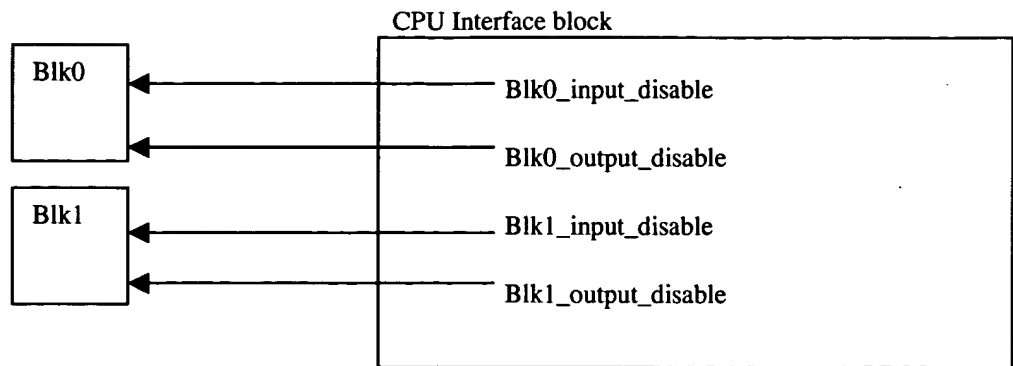 CPU Interface block
Blk0
Blk0_input_disable
Blk0_output_disable
Blk1
Blk1_input_disable
Blk1_output_disable